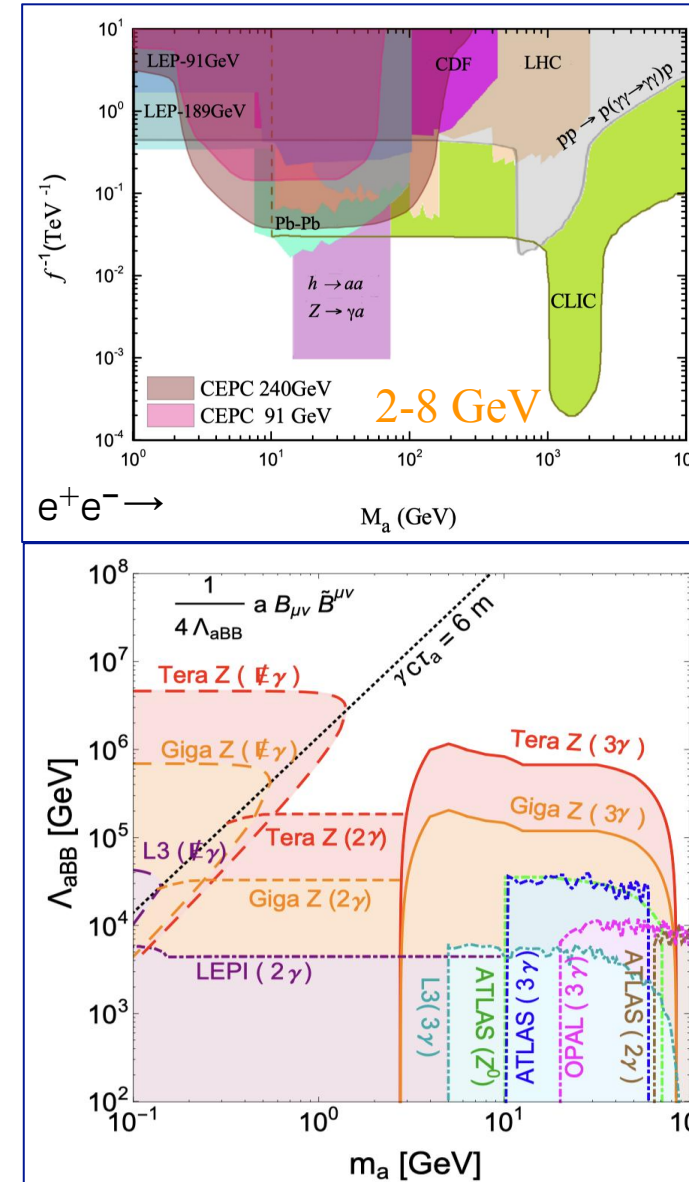 10¹
LEP-91GeV
CDF
LHC
10⁰
LEP-189GeV
pp → p(γγ→γγ)p
10⁻¹
Pb-Pb
f⁻¹(TeV⁻¹)
10⁻²
h → aa
Z → γa
CLIC
10⁻³
CEPC 240GeV
CEPC 91 GeV
2-8 GeV
10⁻⁴
10⁰ 10¹ 10² 10³ 10
e⁺e⁻→
Mₐ (GeV)
10⁸
1
4 Λₐ_BB a B_μν B̃^μν
10⁷
γcτₐ = 6 m
Tera Z ( E̸ γ )
10⁶
Tera Z ( 3γ )
Giga Z ( E̸ γ )
Giga Z ( 3γ )
Λ_aBB [GeV]
10⁵
Tera Z (2γ)
L3 ( E̸ γ )
Giga Z (2γ)
10⁴
LEPI ( 2γ )
L3( 3γ )
ATLAS (Z⁰)
ATLAS ( 3γ )
OPAL ( 3γ )
ATLAS ( 2γ )
10³
10²
10⁻¹ 10⁰ 10¹ 10
mₐ [GeV]